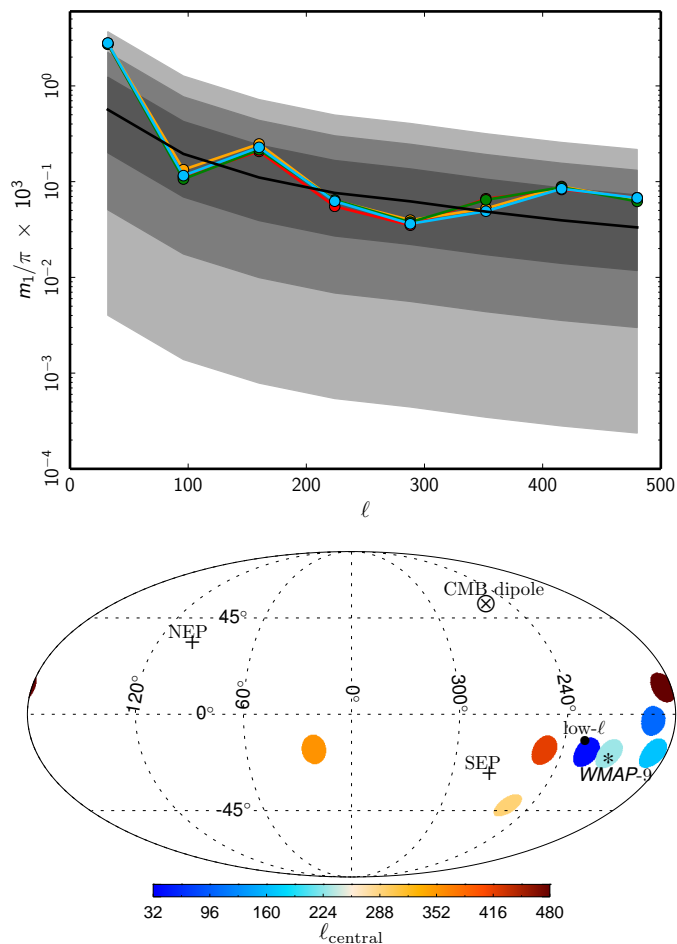 10⁰
10⁻¹
10⁻²
10⁻³
10⁻⁴
m₁/π × 10³
0 100 200 300 400 500
ℓ
CMB dipole
NEP
45°
120° 60° 0° 300° 240°
0°
low-ℓ
SEP
*
WMAP-9
-45°
32 96 160 224 288 352 416 480
ℓcentral